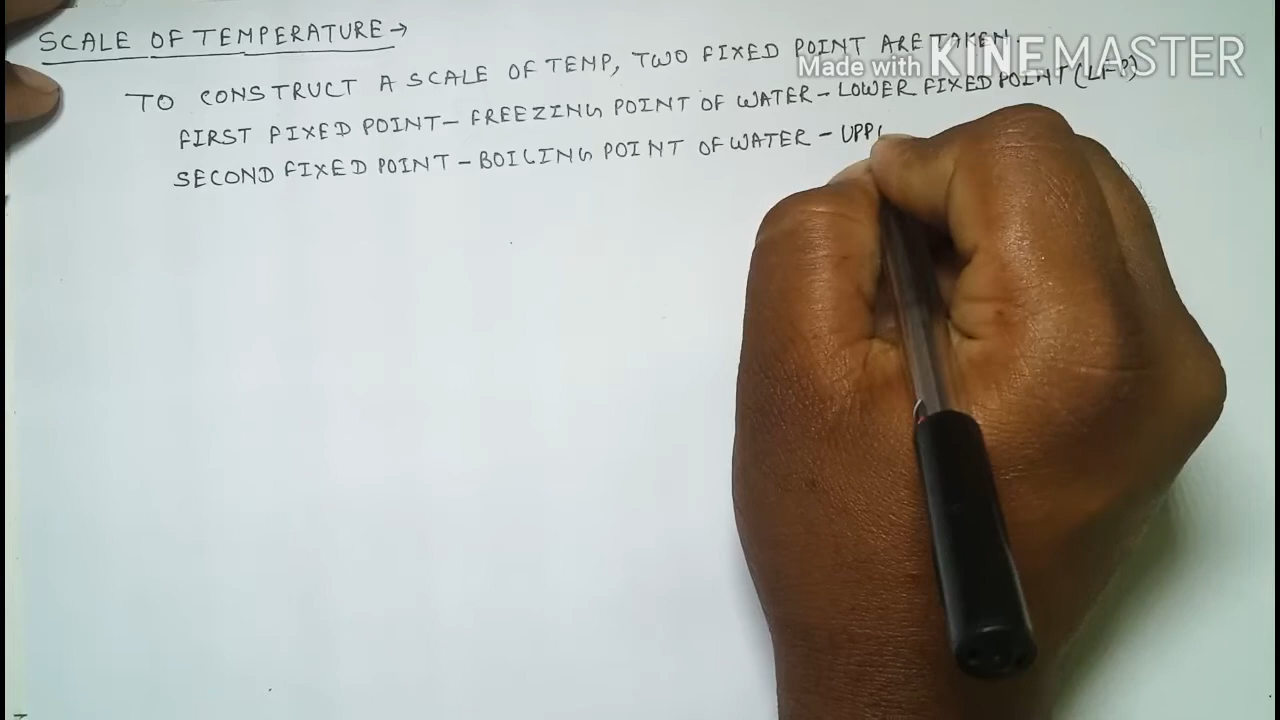 SCALE OF TEMPERATURE →
TO CONSTRUCT A SCALE OF TEMP, TWO FIXED POINT ARE TAKEN.
Made with KINEMASTER
FIRST FIXED POINT – FREEZING POINT OF WATER – LOWER FIXED POINT (LFP)
SECOND FIXED POINT – BOILING POINT OF WATER – UPP